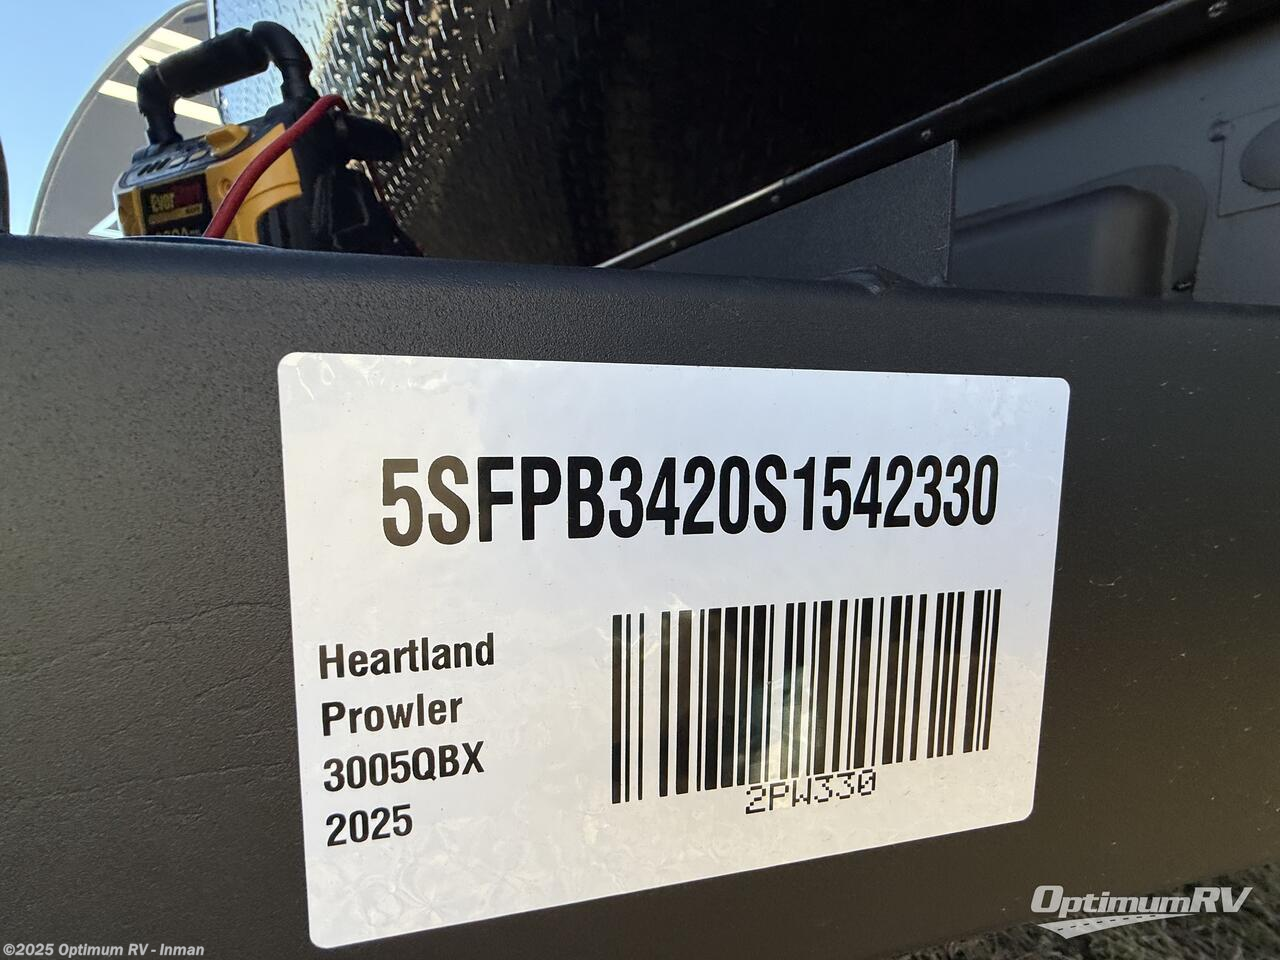 5SFPB3420S1542330
Heartland
Prowler
3005QBX
2025
2PW330
OptimumRV
©2025 Optimum RV - Inman